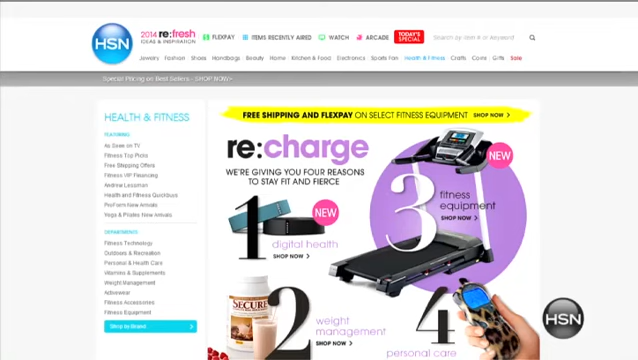 HSN
2014 re:fresh
IDEAS & INSPIRATION
FLEXPAY
ITEMS RECENTLY AIRED
WATCH
ARCADE
TODAY'S SPECIAL
Search by Item # or Keyword
Jewelry Fashion Shoes Handbags Beauty Home Kitchen & Food Electronics Sports Fan Health & Fitness Crafts Coins Gifts Sale
Special Pricing on Best Sellers - SHOP NOW>
HEALTH & FITNESS
FEATURING
As Seen on TV
Fitness Top Picks
Free Shipping Offers
Fitness VIP Financing
Andrew Lessman
Health and Fitness Quickbuys
ProForm New Arrivals
Yoga & Pilates New Arrivals
DEPARTMENTS
Fitness Technology
Outdoors & Recreation
Personal & Health Care
Vitamins & Supplements
Weight Management
Activewear
Fitness Accessories
Fitness Equipment
Shop by Brand >
FREE SHIPPING AND FLEXPAY ON SELECT FITNESS EQUIPMENT SHOP NOW >
re:charge
WE'RE GIVING YOU FOUR REASONS
TO STAY FIT AND FIERCE
1
NEW
digital health
SHOP NOW >
2
SECURE
weight
management
SHOP NOW >
3
NEW
fitness
equipment
SHOP NOW >
4
personal care
HSN